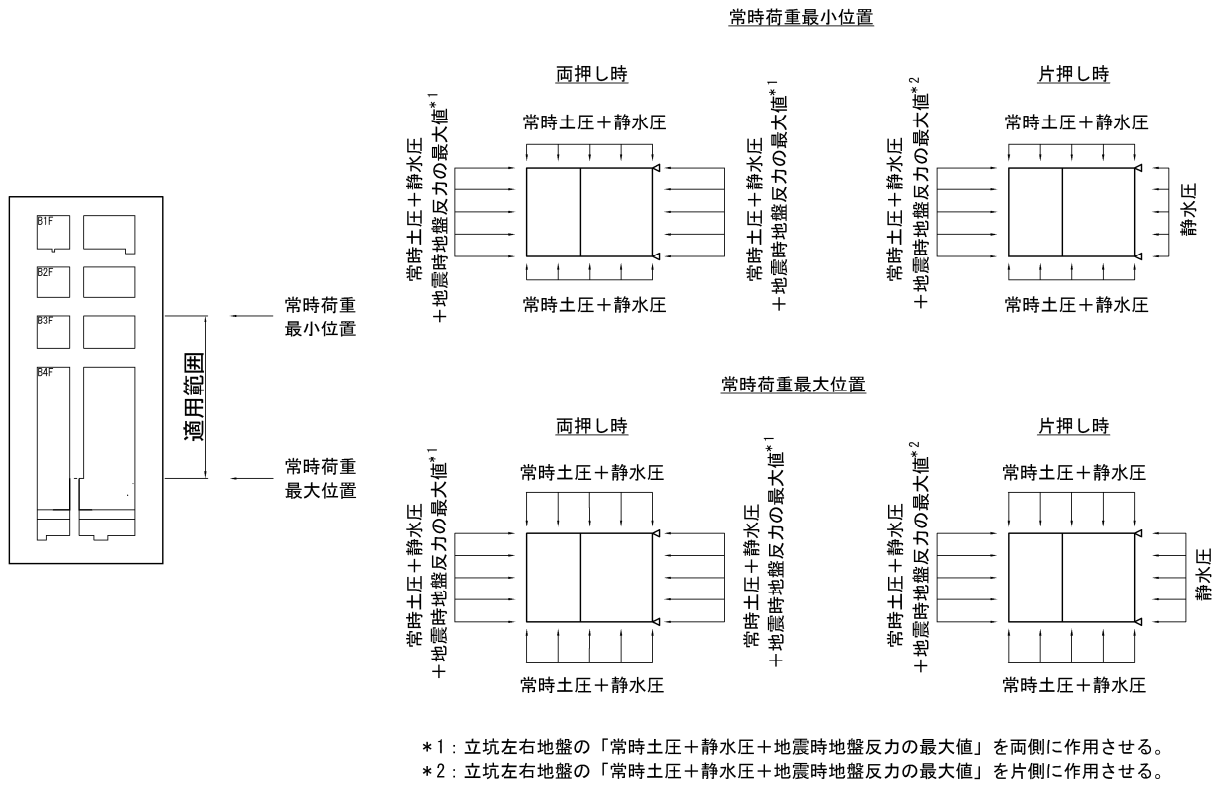 常時荷重最小位置
両押し時
片押し時
常時土圧＋静水圧
＋地震時地盤反力の最大値*1
常時土圧＋静水圧
常時土圧＋静水圧
常時土圧＋静水圧
＋地震時地盤反力の最大値*1
常時土圧＋静水圧
＋地震時地盤反力の最大値*2
常時土圧＋静水圧
常時土圧＋静水圧
静水圧
B1F
B2F
B3F
B4F
適用範囲
常時荷重
最小位置
常時荷重
最大位置
常時荷重最大位置
両押し時
片押し時
常時土圧＋静水圧
＋地震時地盤反力の最大値*1
常時土圧＋静水圧
常時土圧＋静水圧
常時土圧＋静水圧
＋地震時地盤反力の最大値*1
常時土圧＋静水圧
＋地震時地盤反力の最大値*2
常時土圧＋静水圧
常時土圧＋静水圧
静水圧
*1：立坑左右地盤の「常時土圧＋静水圧＋地震時地盤反力の最大値」を両側に作用させる。
*2：立坑左右地盤の「常時土圧＋静水圧＋地震時地盤反力の最大値」を片側に作用させる。